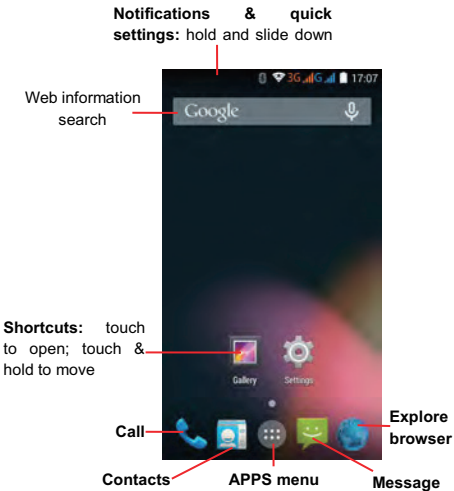 Notifications & quick
settings: hold and slide down
3G G 17:07
Web information
search
Google
Shortcuts: touch
to open; touch &
hold to move
Gallery Settings
Call
Explore
browser
Contacts
APPS menu
Message